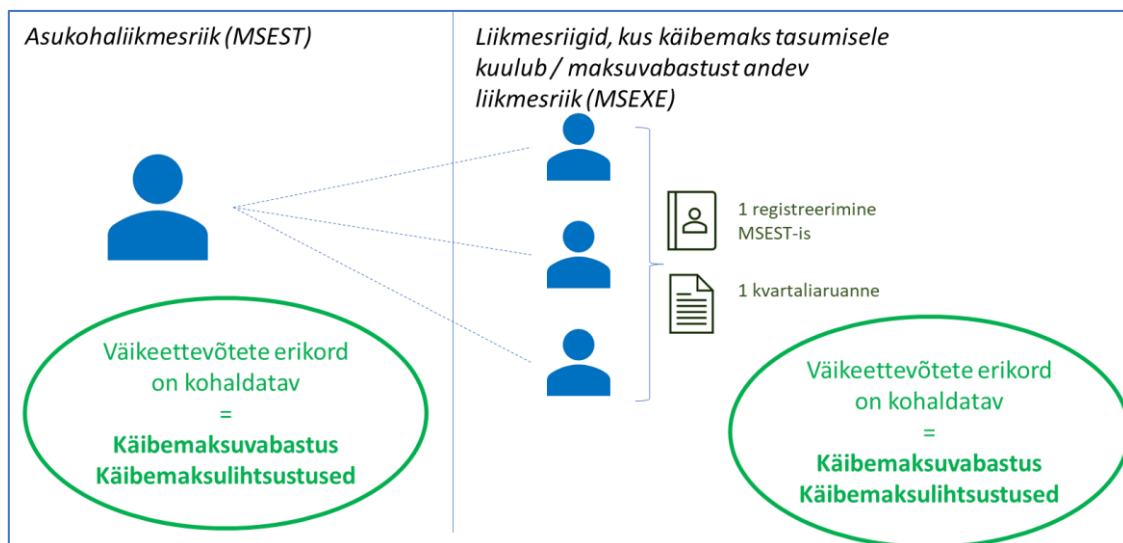 Asukohaliikmesriik (MSEST)
Liikmesriigid, kus käibemaks tasumisele
kuulub / maksuvabastust andev
liikmesriik (MSEXE)
1 registreerimine
MSEST-is
1 kvartaliaruanne
Väikeettevõtete erikord
on kohaldatav
=
Käibemaksuvabastus
Käibemaksulihtsustused
Väikeettevõtete erikord
on kohaldatav
=
Käibemaksuvabastus
Käibemaksulihtsustused